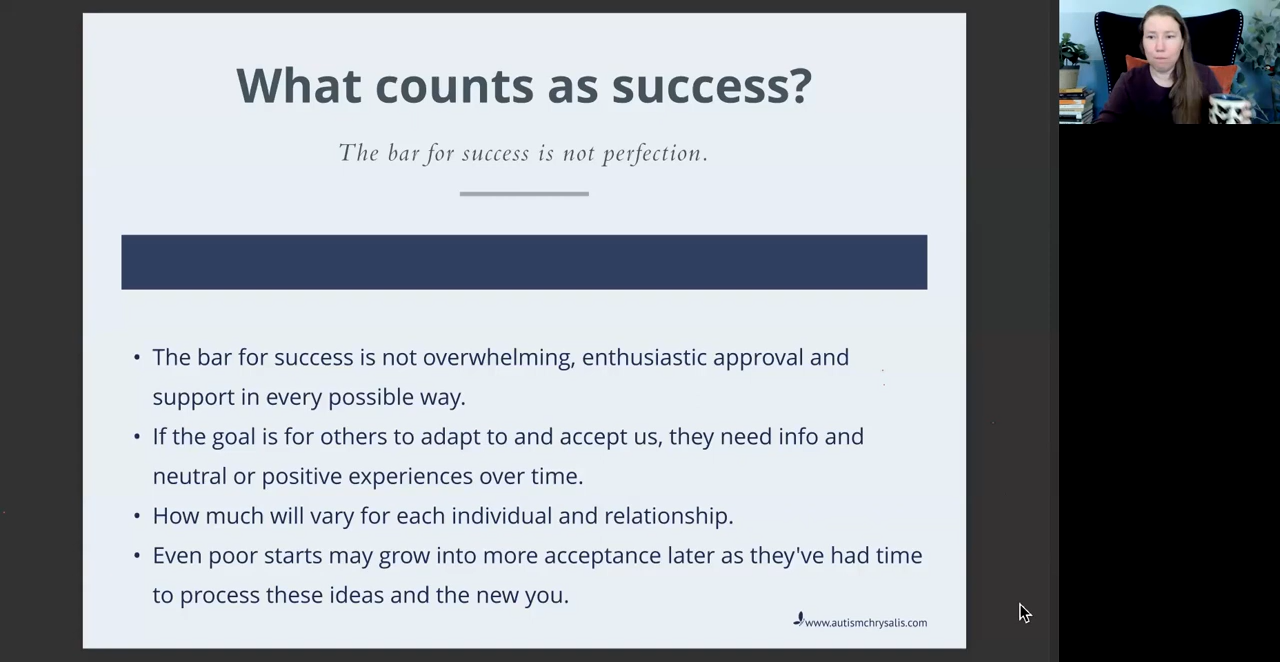 What counts as success?
The bar for success is not perfection.
• The bar for success is not overwhelming, enthusiastic approval and
support in every possible way.
• If the goal is for others to adapt to and accept us, they need info and
neutral or positive experiences over time.
• How much will vary for each individual and relationship.
• Even poor starts may grow into more acceptance later as they've had time
to process these ideas and the new you.
www.autismchrysalis.com